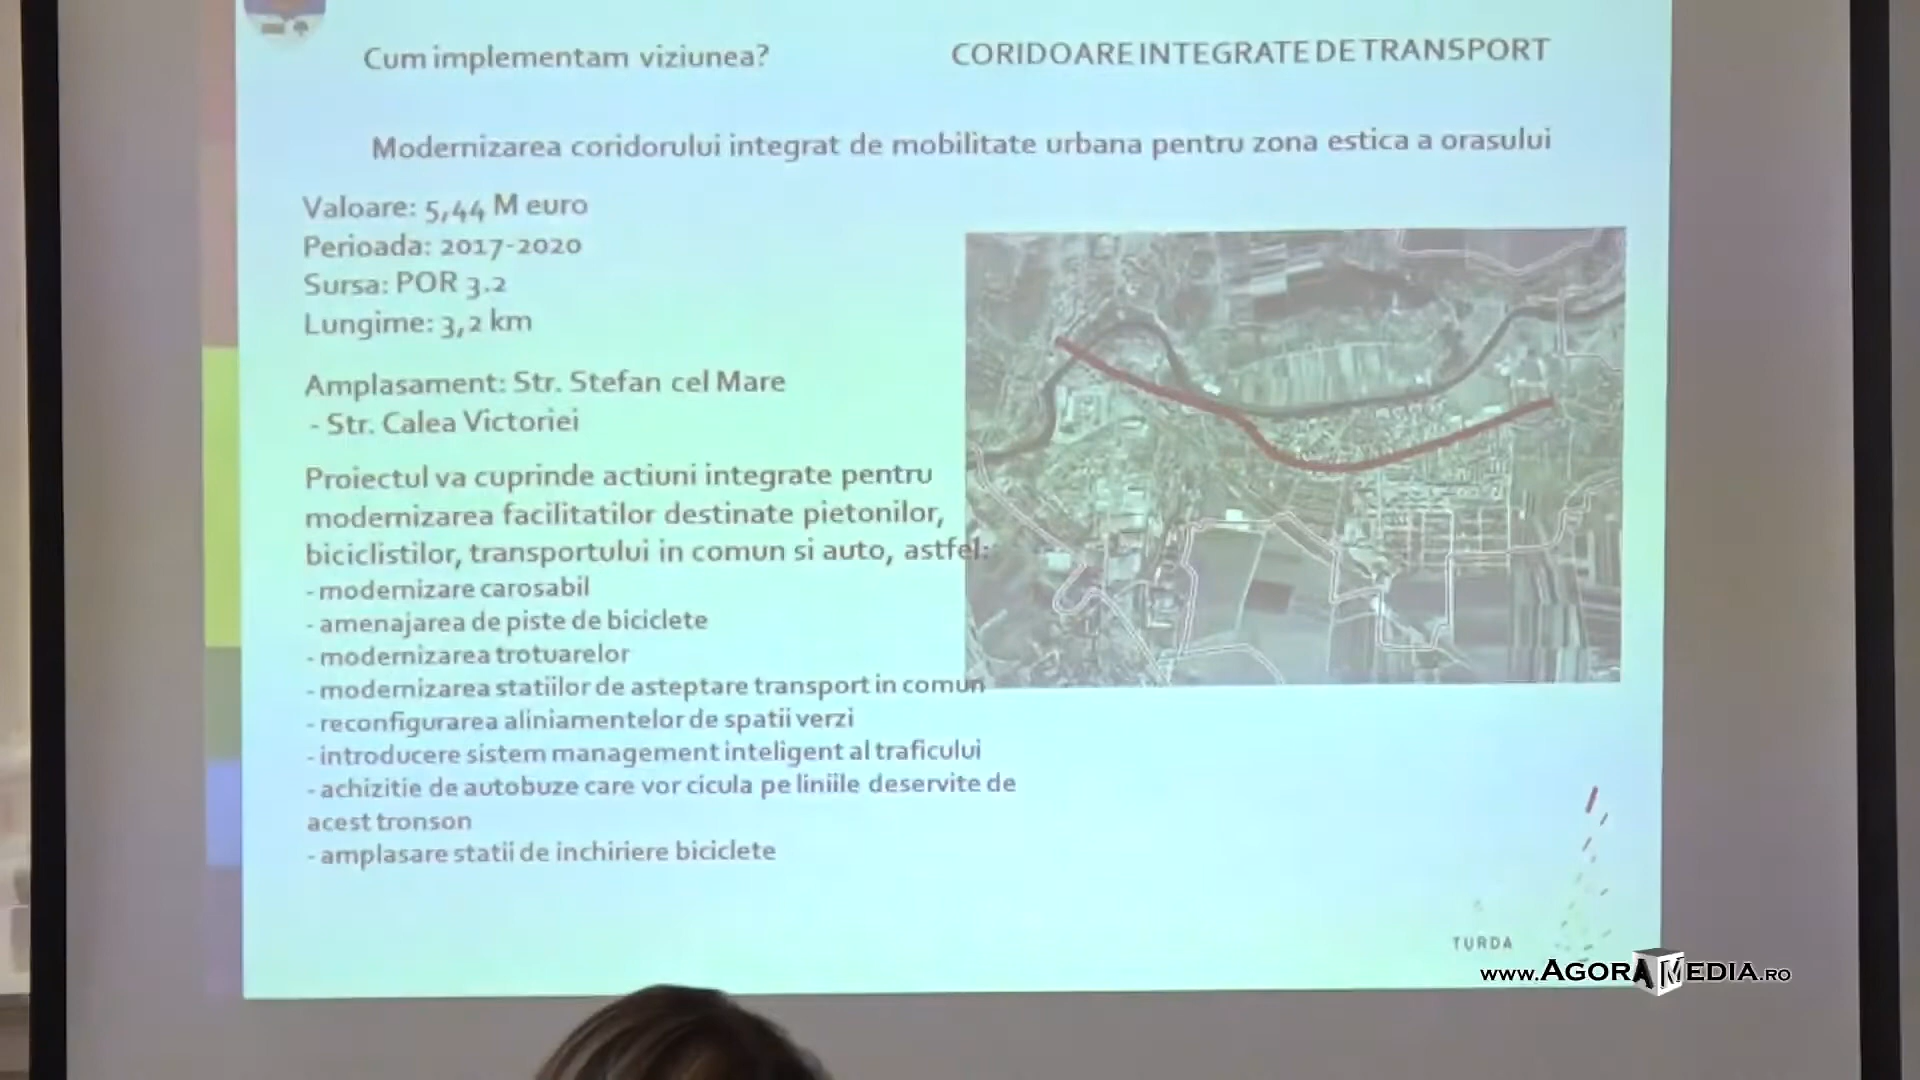 Cum implementam viziunea?
CORIDOARE INTEGRATE DE TRANSPORT
Modernizarea coridorului integrat de mobilitate urbana pentru zona estica a orasului
Valoare: 5,44 M euro
Perioada: 2017-2020
Sursa: POR 3.2
Lungime: 3,2 km
Amplasament: Str. Stefan cel Mare
- Str. Calea Victoriei
Proiectul va cuprinde actiuni integrate pentru
modernizarea facilitatilor destinate pietonilor,
biciclistilor, transportului in comun si auto, astfel:
- modernizare carosabil
- amenajarea de piste de biciclete
- modernizarea trotuarelor
- modernizarea statiilor de asteptare transport in comun
- reconfigurarea aliniamentelor de spatii verzi
- introducere sistem management inteligent al traficului
- achizitie de autobuze care vor cicula pe liniile deservite de
acest tronson
- amplasare statii de inchiriere biciclete
TURDA
www.AGORAMEDIA.RO